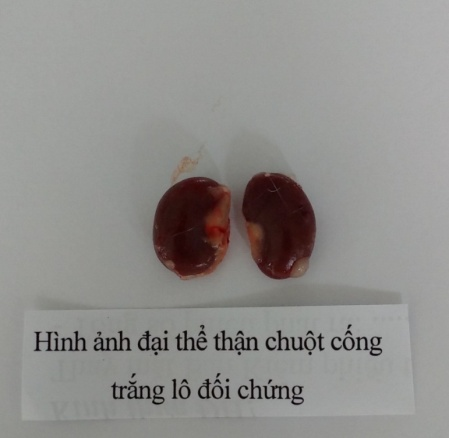 Hình ảnh đại thể thận chuột cống
trắng lô đối chứng